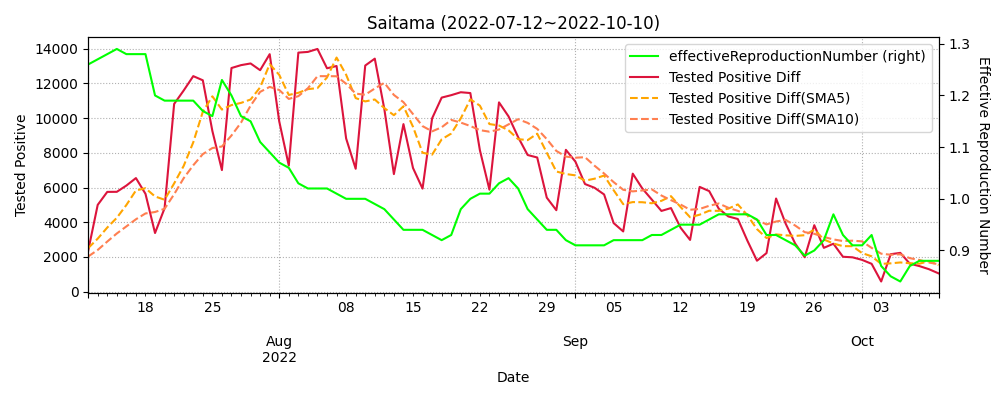 Saitama (2022-07-12~2022-10-10)
effectiveReproductionNumber (right)
Tested Positive Diff
Tested Positive Diff(SMA5)
Tested Positive Diff(SMA10)
Tested Positive
14000
12000
10000
8000
6000
4000
2000
0
1.3
1.2
1.1
1.0
0.9
Effective Reproduction Number
18 25 08 15 22 29 05 12 19 26 03
Aug Sep Oct
2022
Date